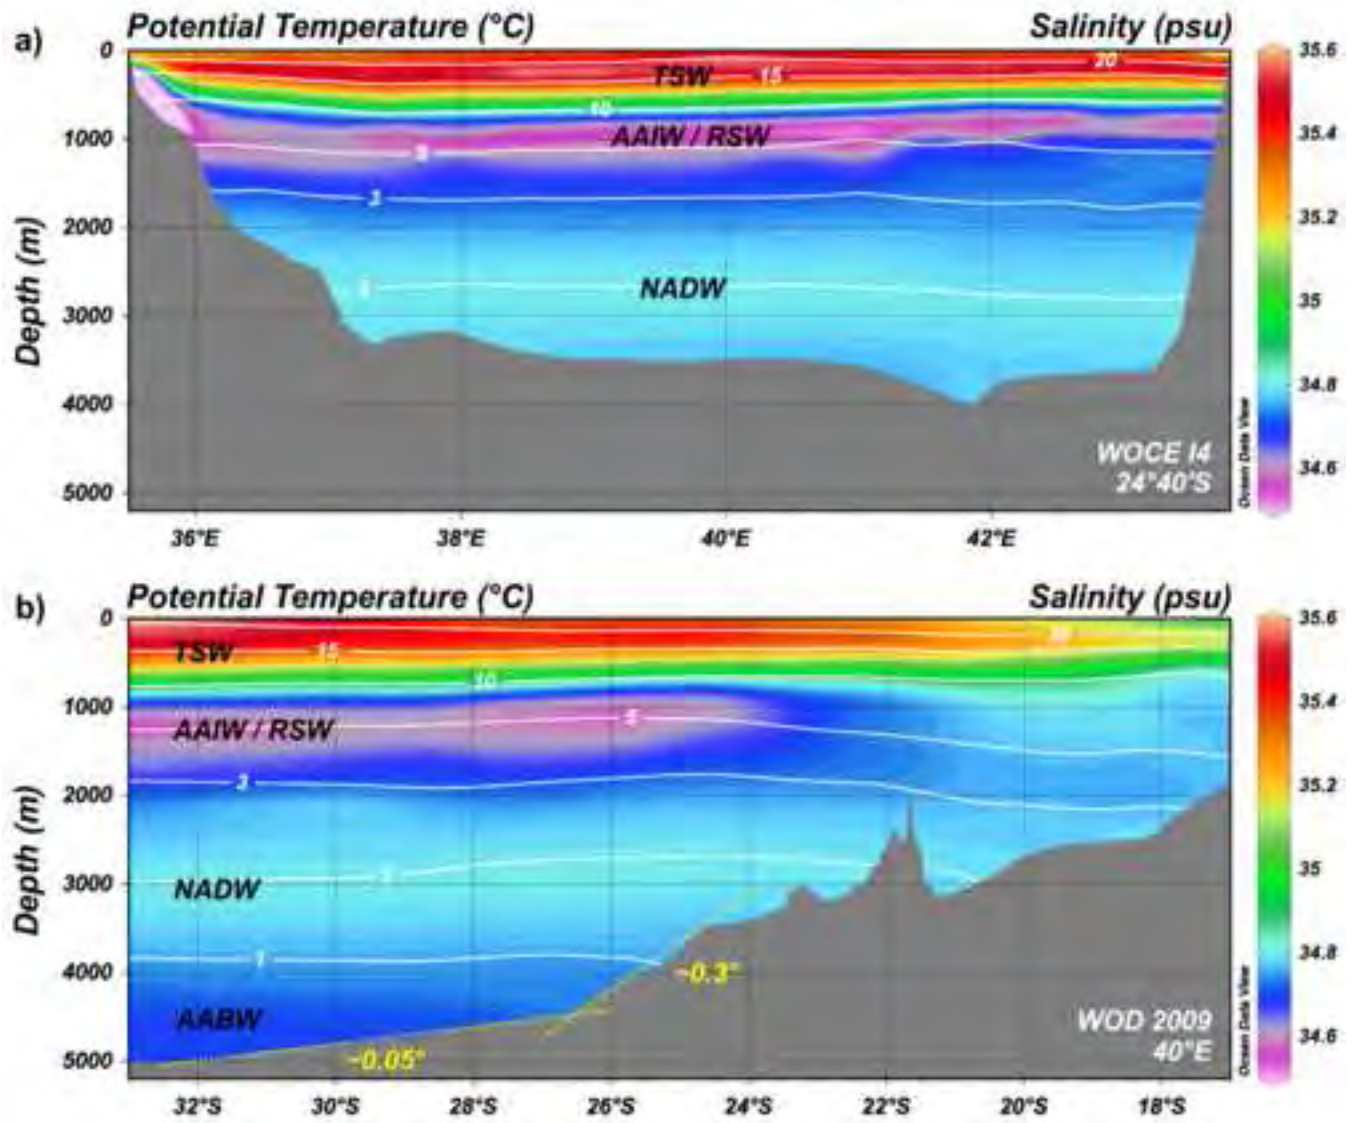 a)
Potential Temperature (°C) Salinity (psu)
0
1000
2000
3000
4000
5000
Depth (m)
20
TSW 15
10
AAIW / RSW
3
NADW
WOCE I4
24°40'S
36°E 38°E 40°E 42°E
35.6
35.4
35.2
35
34.8
34.6
Ocean Data View
b)
Potential Temperature (°C) Salinity (psu)
0
1000
2000
3000
4000
5000
Depth (m)
TSW 15
10
5
AAIW / RSW
3
NADW
1
~0.3°
AABW
~0.05°
WOD 2009
40°E
32°S 30°S 28°S 26°S 24°S 22°S 20°S 18°S
35.6
35.4
35.2
35
34.8
34.6
Ocean Data View